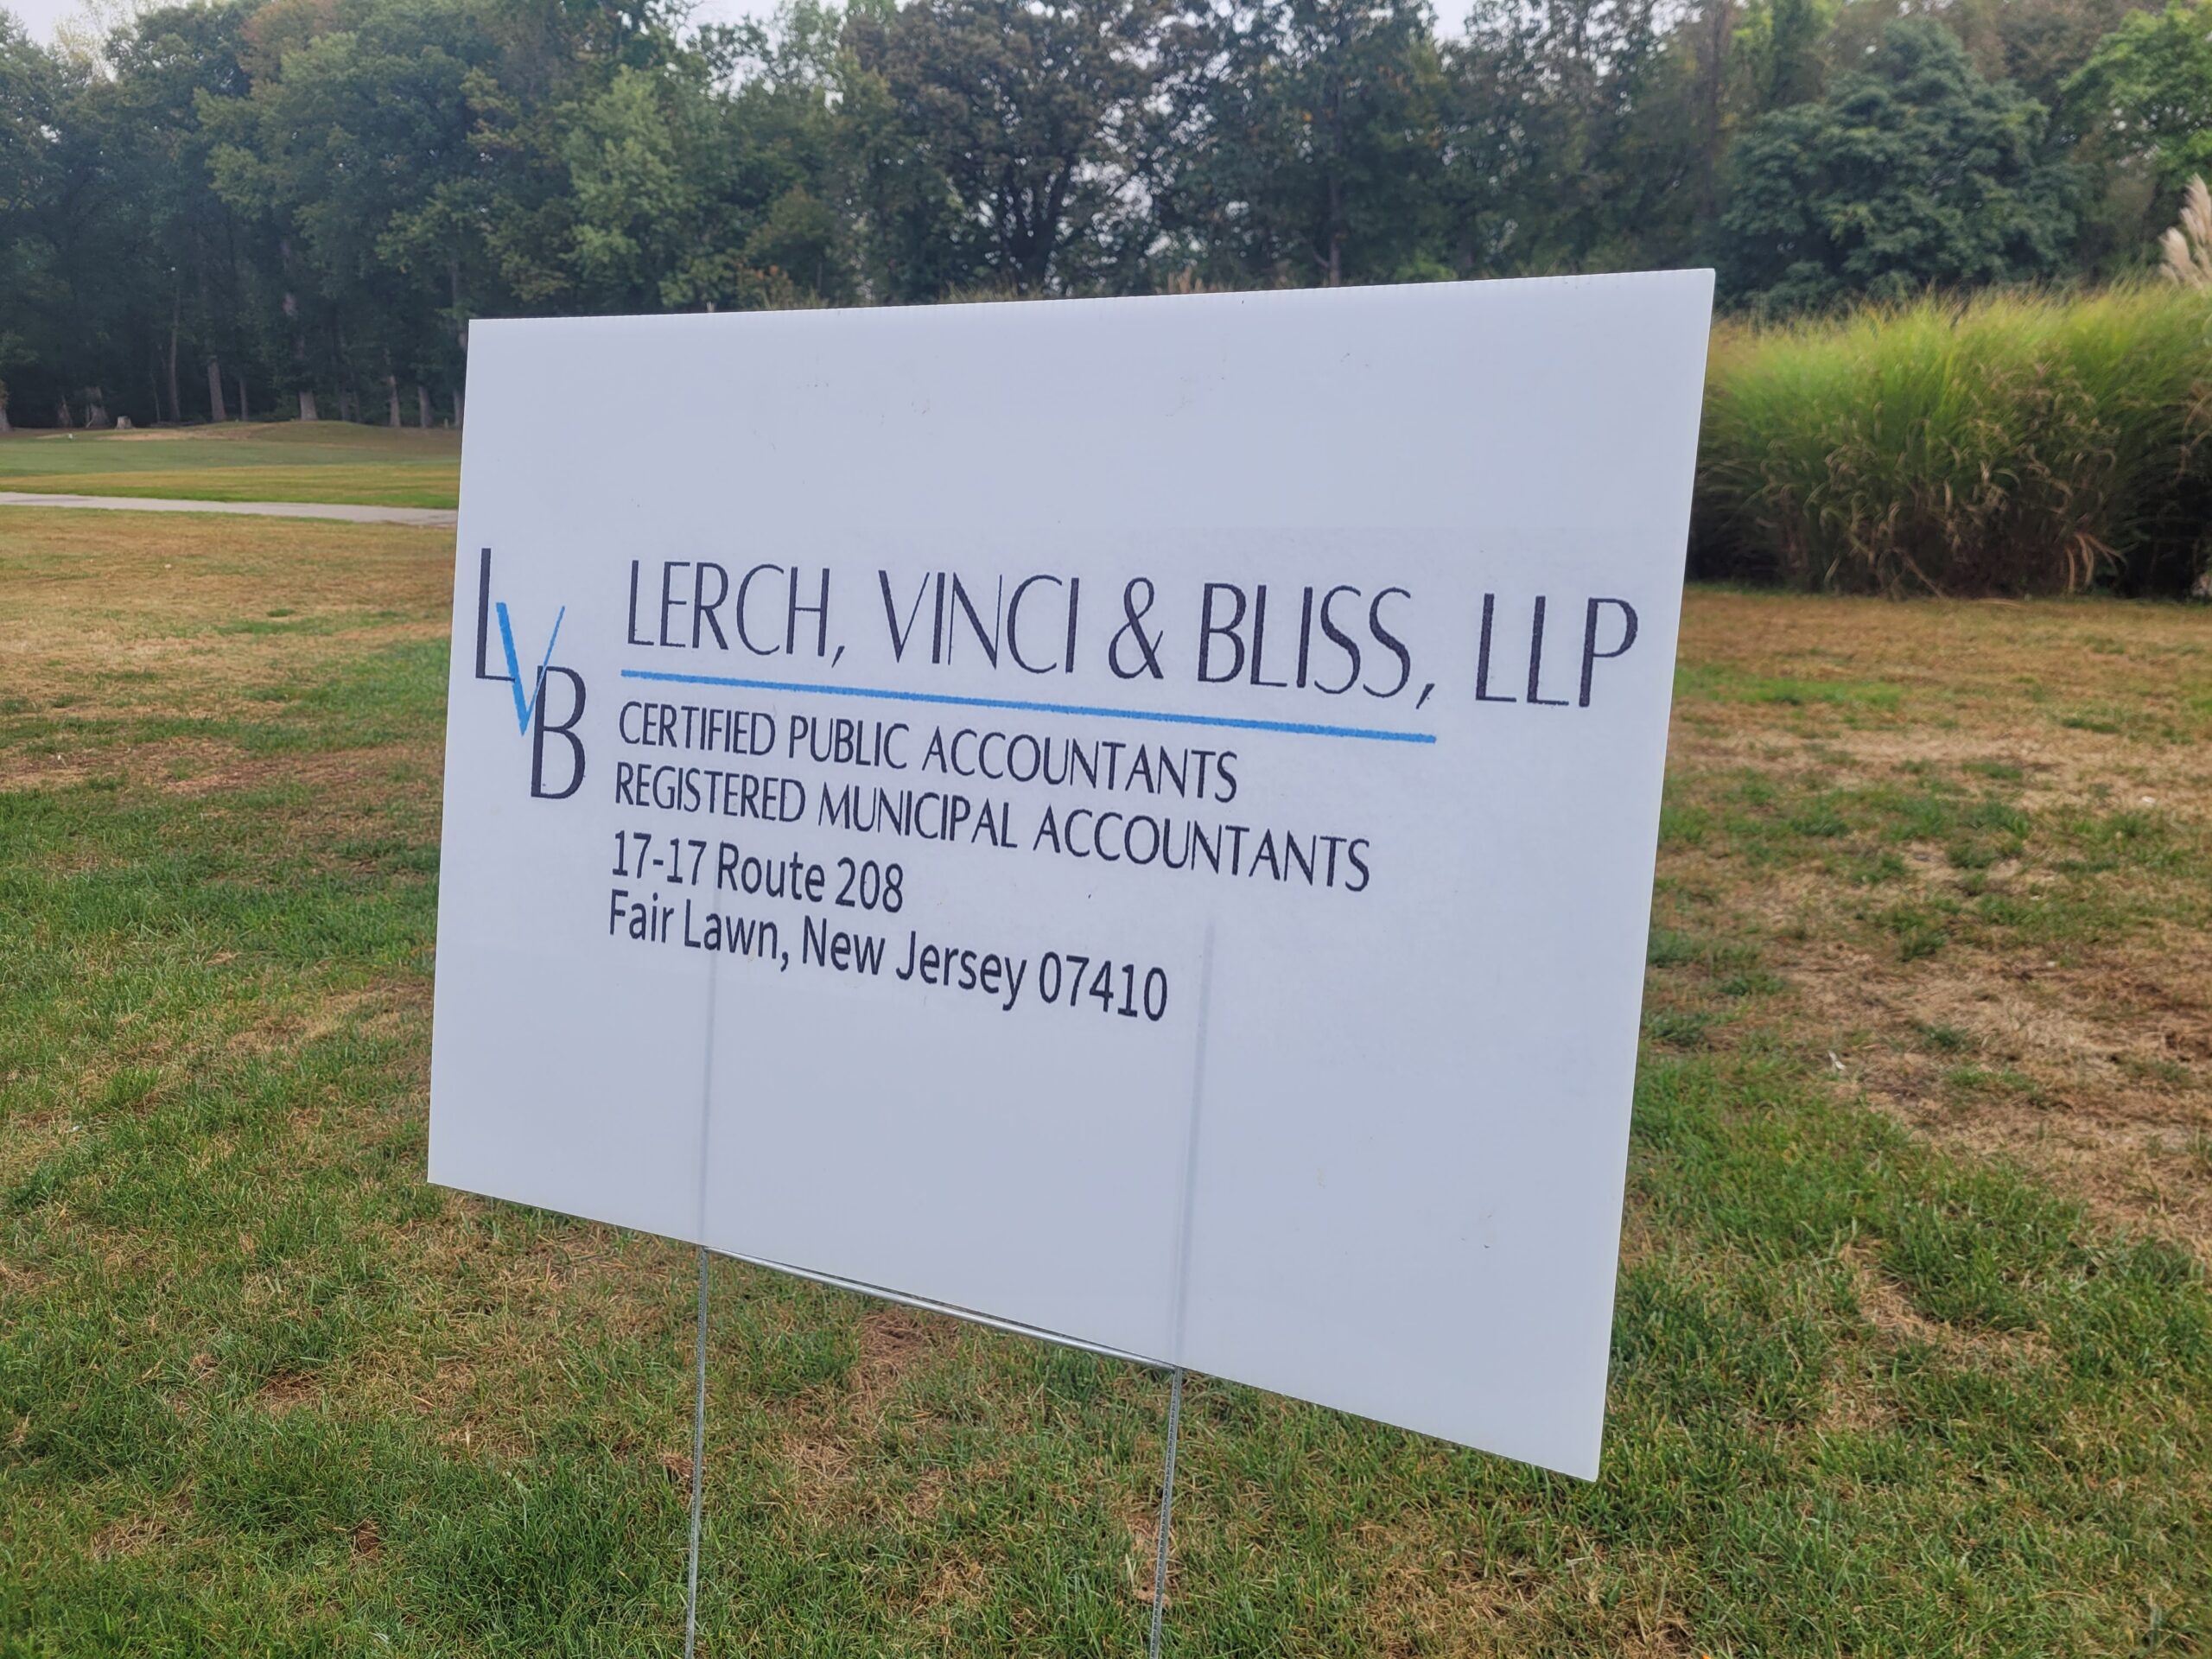 LVB
LERCH, VINCI & BLISS, LLP
CERTIFIED PUBLIC ACCOUNTANTS
REGISTERED MUNICIPAL ACCOUNTANTS
17-17 Route 208
Fair Lawn, New Jersey 07410